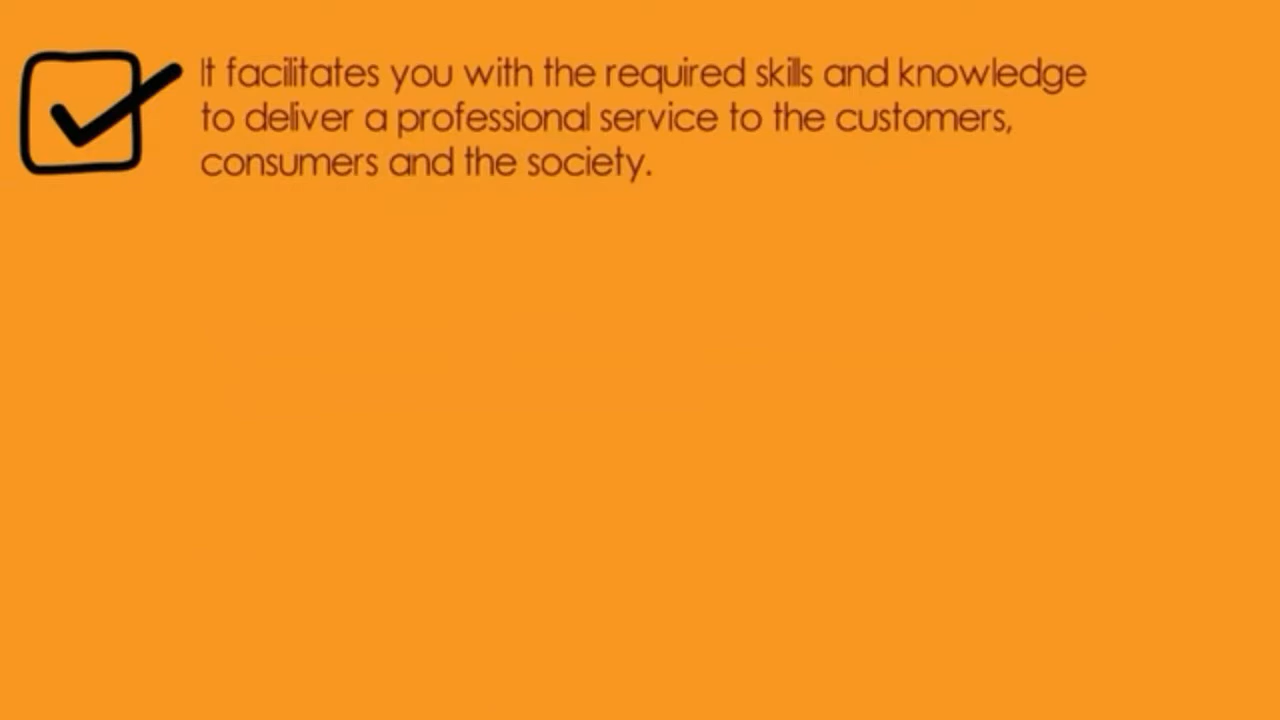 It facilitates you with the required skills and knowledge
to deliver a professional service to the customers,
consumers and the society.